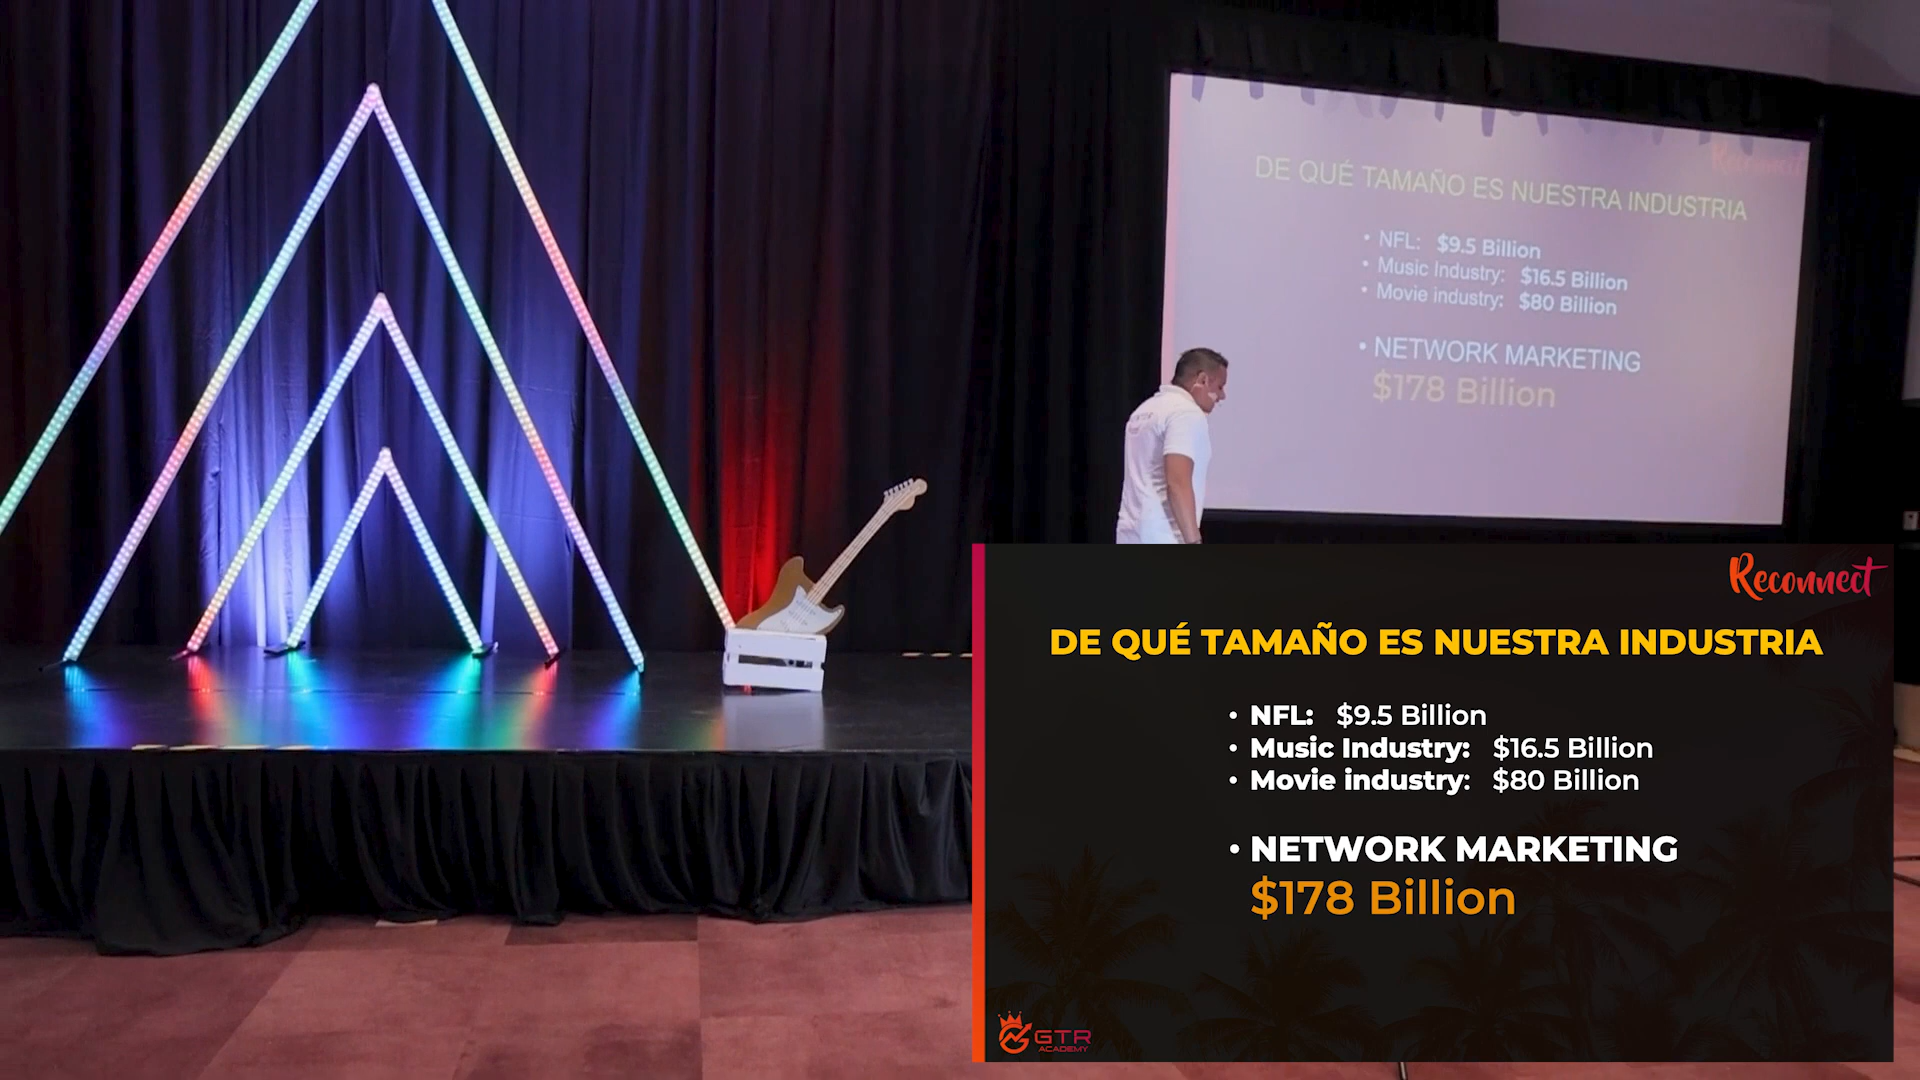 Reconnect
DE QUÉ TAMAÑO ES NUESTRA INDUSTRIA
• NFL: $9.5 Billion
• Music Industry: $16.5 Billion
• Movie industry: $80 Billion
• NETWORK MARKETING
$178 Billion
Reconnect
DE QUÉ TAMAÑO ES NUESTRA INDUSTRIA
• NFL: $9.5 Billion
• Music Industry: $16.5 Billion
• Movie industry: $80 Billion
• NETWORK MARKETING
$178 Billion
GTR
ACADEMY